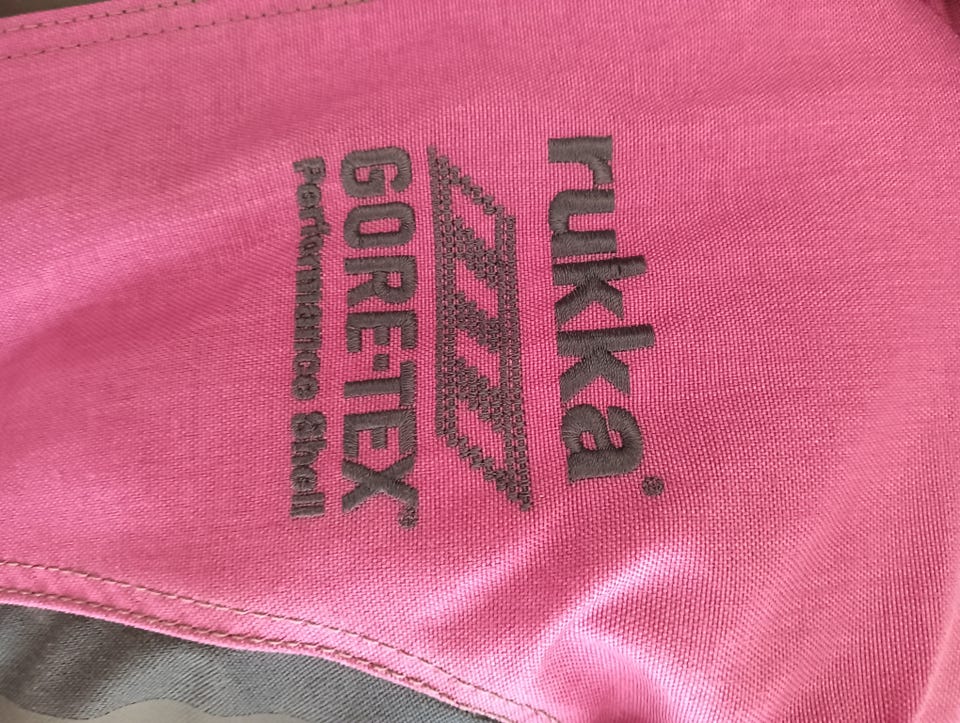 rukka
GORE-TEX®
Performance Shell